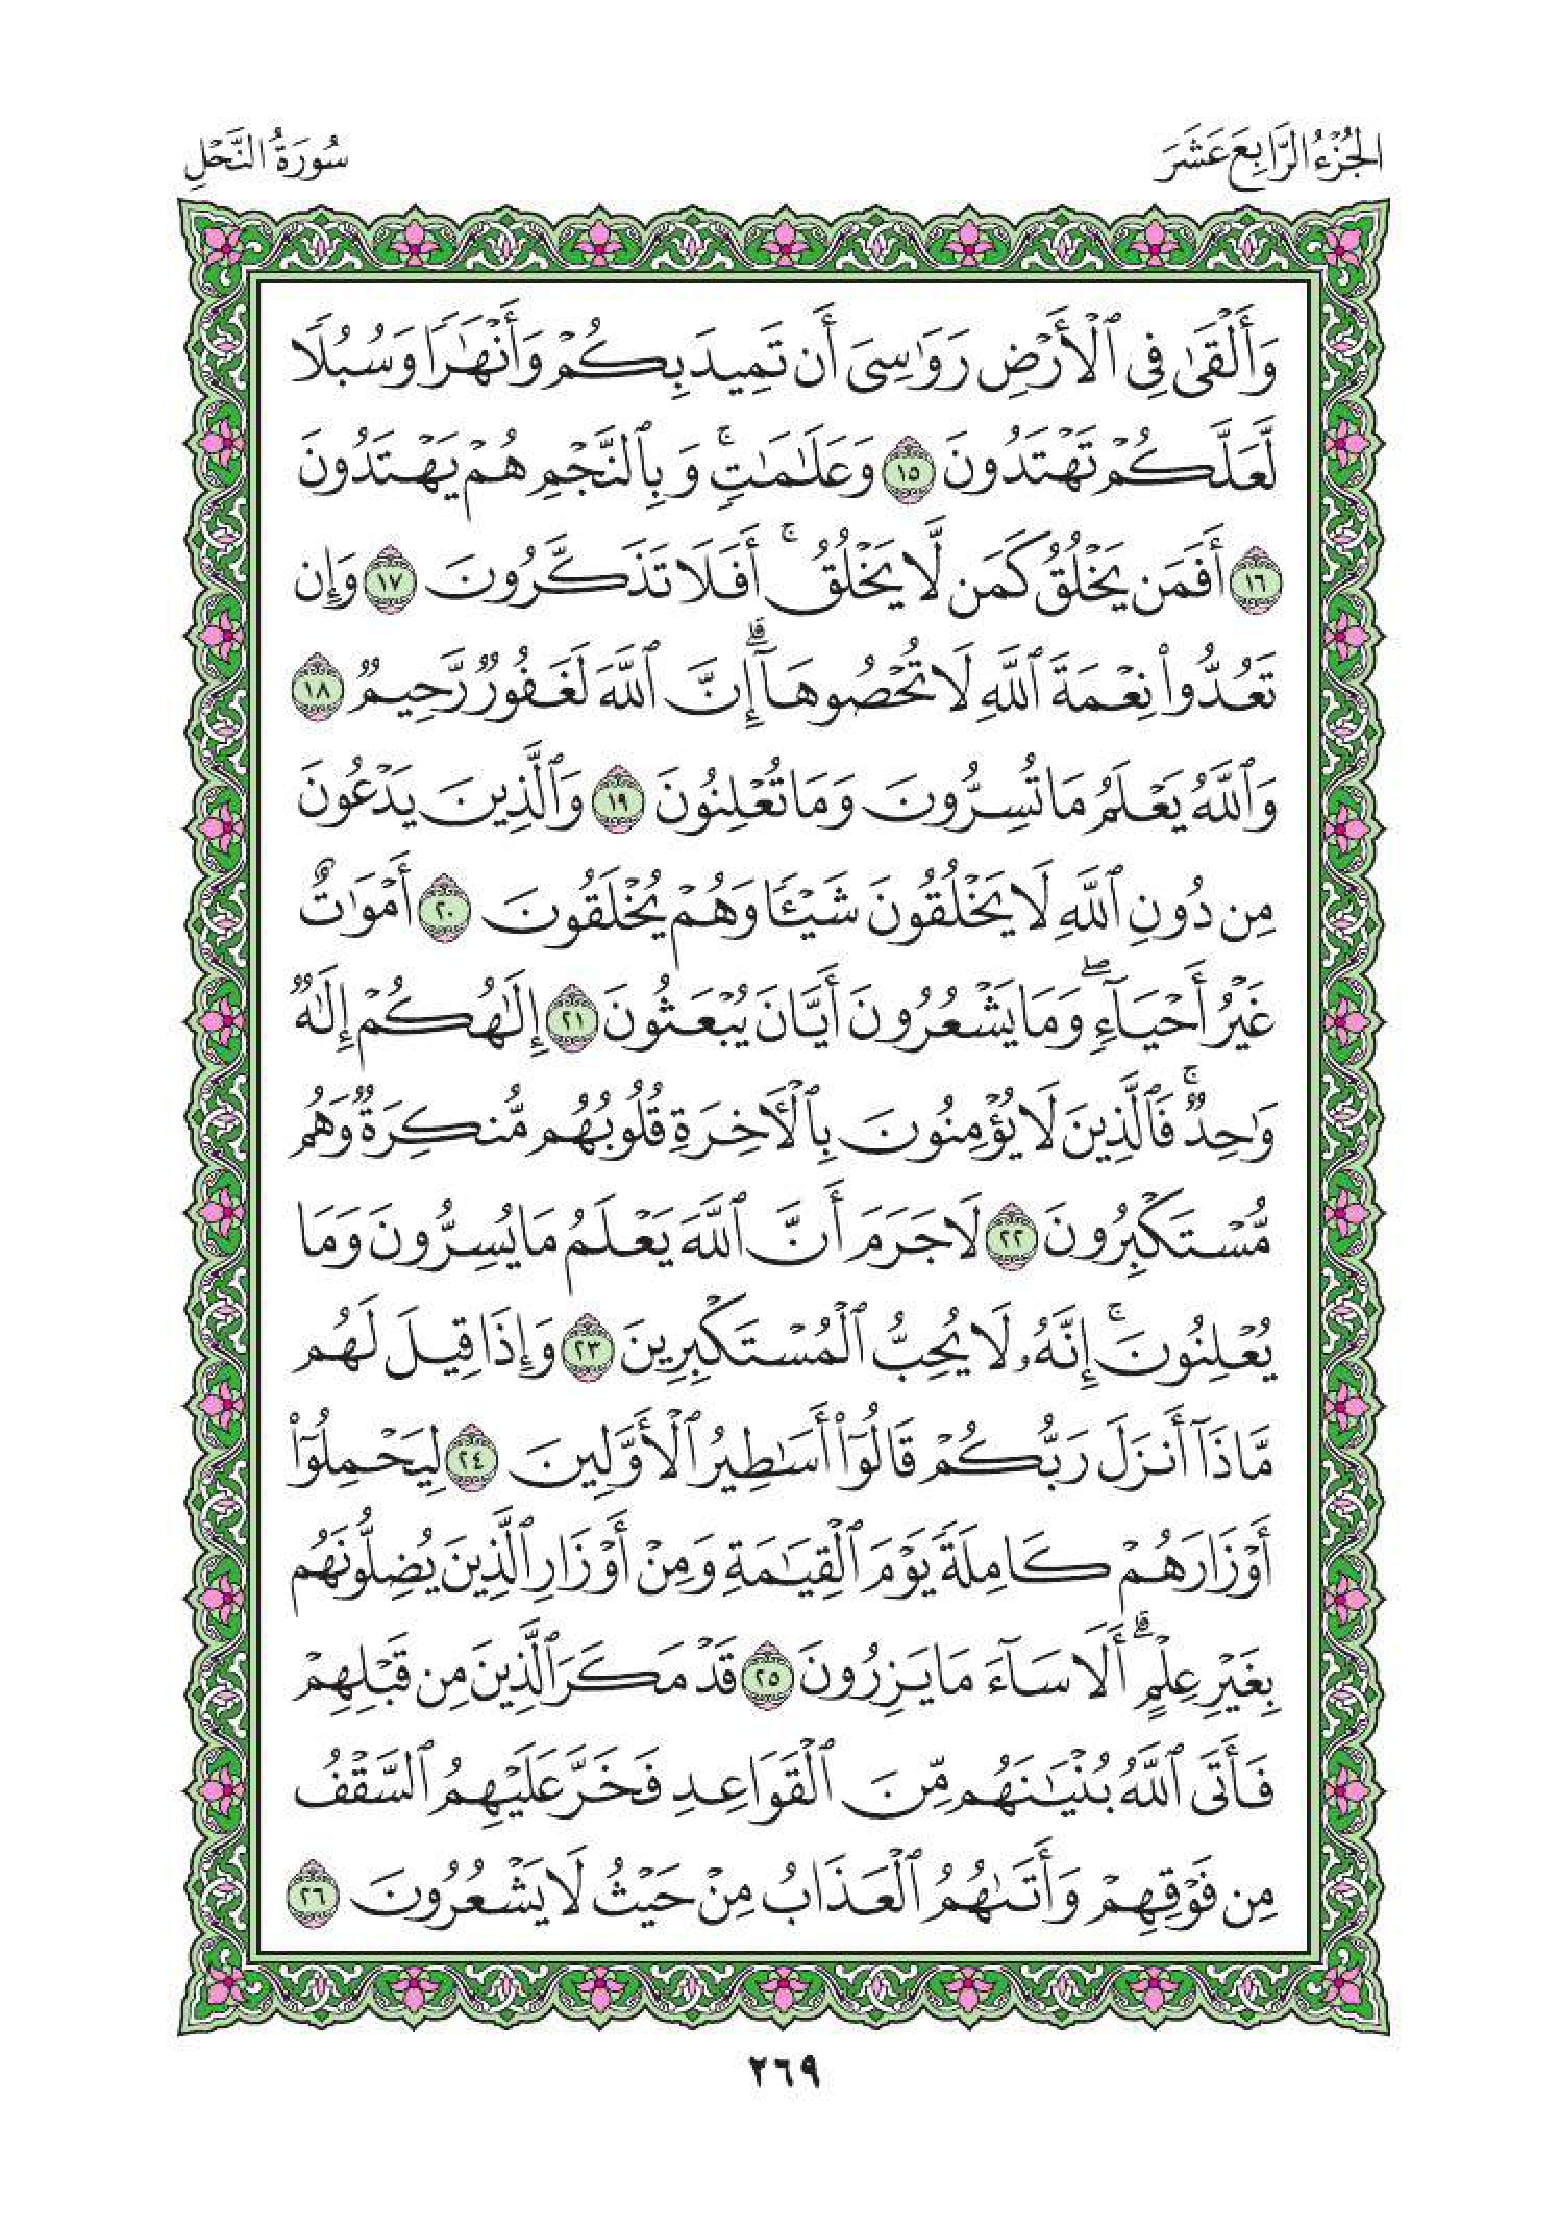 الجُزْءُ الرَّابِعَ عَشَرَ
سُورَةُ النَّحْلِ
وَأَلْقَىٰ فِي ٱلْأَرْضِ رَوَٰسِيَ أَن تَمِيدَ بِكُمْ وَأَنْهَٰرًا وَسُبُلًا
لَّعَلَّكُمْ تَهْتَدُونَ ١٥ وَعَلَٰمَٰتٍۚ وَبِٱلنَّجْمِ هُمْ يَهْتَدُونَ
١٦ أَفَمَن يَخْلُقُ كَمَن لَّا يَخْلُقُۚ أَفَلَا تَذَكَّرُونَ ١٧ وَإِن
تَعُدُّوا۟ نِعْمَةَ ٱللَّهِ لَا تُحْصُوهَآۗ إِنَّ ٱللَّهَ لَغَفُورٌ رَّحِيمٌ ١٨
وَٱللَّهُ يَعْلَمُ مَا تُسِرُّونَ وَمَا تُعْلِنُونَ ١٩ وَٱلَّذِينَ يَدْعُونَ
مِن دُونِ ٱللَّهِ لَا يَخْلُقُونَ شَيْـًٔا وَهُمْ يُخْلَقُونَ ٢٠ أَمْوَٰتٌ
غَيْرُ أَحْيَآءٍۖ وَمَا يَشْعُرُونَ أَيَّانَ يُبْعَثُونَ ٢١ إِلَٰهُكُمْ إِلَٰهٌ
وَٰحِدٌۚ فَٱلَّذِينَ لَا يُؤْمِنُونَ بِٱلْـَٔاخِرَةِ قُلُوبُهُم مُّنكِرَةٌ وَهُم
مُّسْتَكْبِرُونَ ٢٢ لَا جَرَمَ أَنَّ ٱللَّهَ يَعْلَمُ مَا يُسِرُّونَ وَمَا
يُعْلِنُونَۚ إِنَّهُۥ لَا يُحِبُّ ٱلْمُسْتَكْبِرِينَ ٢٣ وَإِذَا قِيلَ لَهُم
مَّاذَآ أَنزَلَ رَبُّكُمْ قَالُوٓا۟ أَسَٰطِيرُ ٱلْأَوَّلِينَ ٢٤ لِيَحْمِلُوٓا۟
أَوْزَارَهُمْ كَامِلَةً يَوْمَ ٱلْقِيَٰمَةِ وَمِنْ أَوْزَارِ ٱلَّذِينَ يُضِلُّونَهُم
بِغَيْرِ عِلْمٍۗ أَلَا سَآءَ مَا يَزِرُونَ ٢٥ قَدْ مَكَرَ ٱلَّذِينَ مِن قَبْلِهِمْ
فَأَتَى ٱللَّهُ بُنْيَٰنَهُم مِّنَ ٱلْقَوَاعِدِ فَخَرَّ عَلَيْهِمُ ٱلسَّقْفُ
مِن فَوْقِهِمْ وَأَتَىٰهُمُ ٱلْعَذَابُ مِنْ حَيْثُ لَا يَشْعُرُونَ ٢٦
٢٦٩